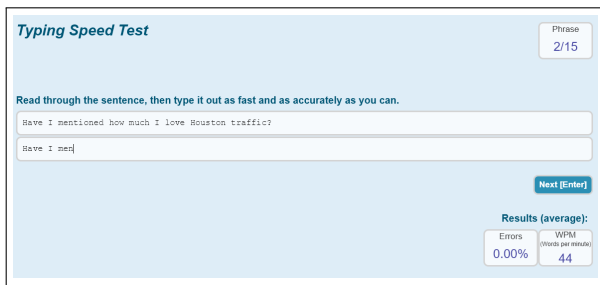 Typing Speed Test
Phrase
2/15
Read through the sentence, then type it out as fast and as accurately as you can.
Have I mentioned how much I love Houston traffic?
Have I men
Next [Enter]
Results (average):
Errors
0.00%
WPM
(Words per minute)
44